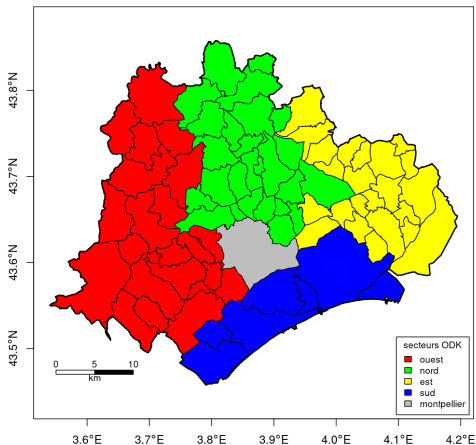 43.8°N
43.7°N
43.6°N
43.5°N
0 5 10
km
secteurs ODK
ouest
nord
est
sud
montpellier
3.6°E 3.7°E 3.8°E 3.9°E 4.0°E 4.1°E 4.2°E